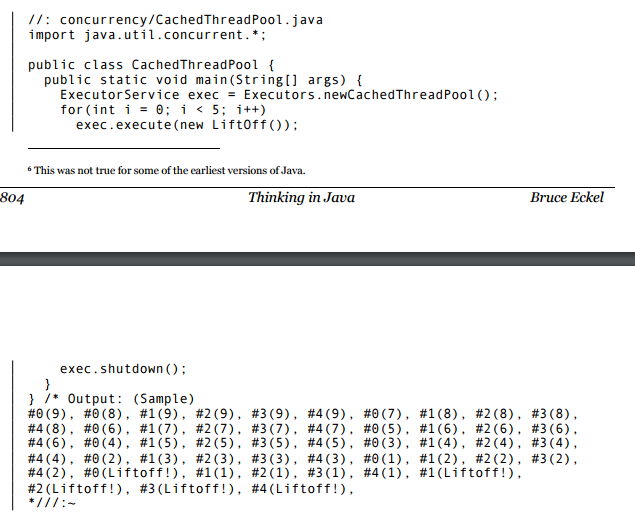 //: concurrency/CachedThreadPool.java
import java.util.concurrent.*;
public class CachedThreadPool {
public static void main(String[] args) {
ExecutorService exec = Executors.newCachedThreadPool();
for(int i = 0; i < 5; i++)
exec.execute(new LiftOff());
6 This was not true for some of the earliest versions of Java.
804 Thinking in Java Bruce Eckel
exec.shutdown();
}
} /* Output: (Sample)
#0(9), #0(8), #1(9), #2(9), #3(9), #4(9), #0(7), #1(8), #2(8), #3(8),
#4(8), #0(6), #1(7), #2(7), #3(7), #4(7), #0(5), #1(6), #2(6), #3(6),
#4(6), #0(4), #1(5), #2(5), #3(5), #4(5), #0(3), #1(4), #2(4), #3(4),
#4(4), #0(2), #1(3), #2(3), #3(3), #4(3), #0(1), #1(2), #2(2), #3(2),
#4(2), #0(Liftoff!), #1(1), #2(1), #3(1), #4(1), #1(Liftoff!),
#2(Liftoff!), #3(Liftoff!), #4(Liftoff!),
*///:~